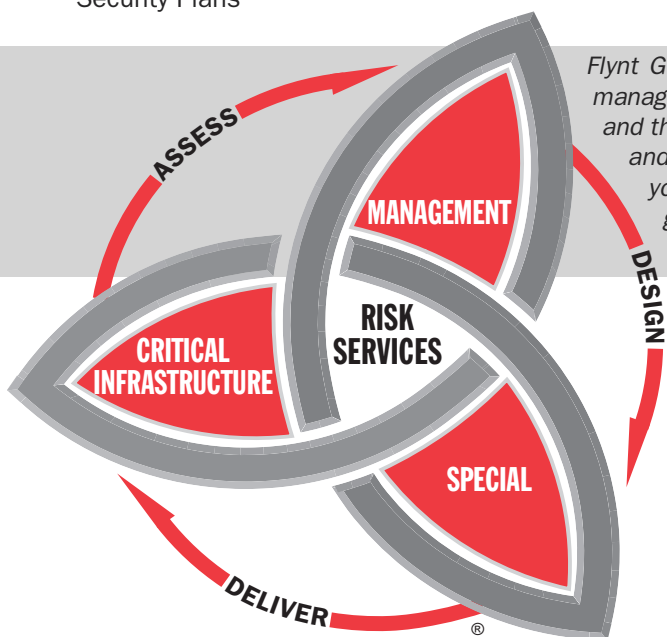 Security Plans
Flynt G
manag
and th
and
yo
g
ASSESS
MANAGEMENT
DESIGN
RISK
SERVICES
CRITICAL
INFRASTRUCTURE
SPECIAL
DELIVER
®